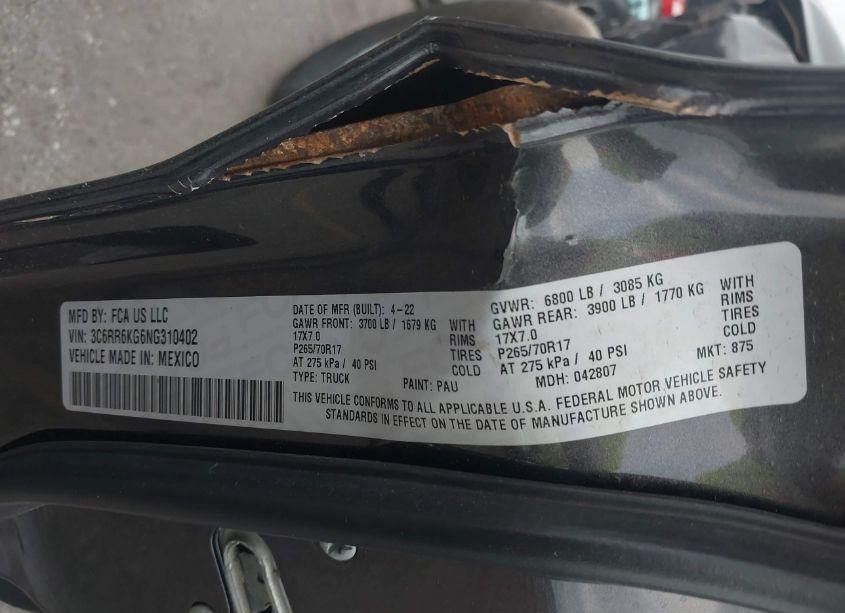 MFD BY: FCA US LLC
VIN: 3C6RR6KG6NG310402
VEHICLE MADE IN: MEXICO
DATE OF MFR (BUILT): 4-22
GAWR FRONT: 3700 LB / 1679 KG WITH
17X7.0 RIMS
P265/70R17 TIRES
AT 275 kPa / 40 PSI COLD
TYPE: TRUCK PAINT: PAU
GVWR: 6800 LB / 3085 KG
GAWR REAR: 3900 LB / 1770 KG WITH
17X7.0 RIMS
P265/70R17 TIRES
AT 275 kPa / 40 PSI COLD
MDH: 042807 MKT: 875
THIS VEHICLE CONFORMS TO ALL APPLICABLE U.S.A. FEDERAL MOTOR VEHICLE SAFETY
STANDARDS IN EFFECT ON THE DATE OF MANUFACTURE SHOWN ABOVE.